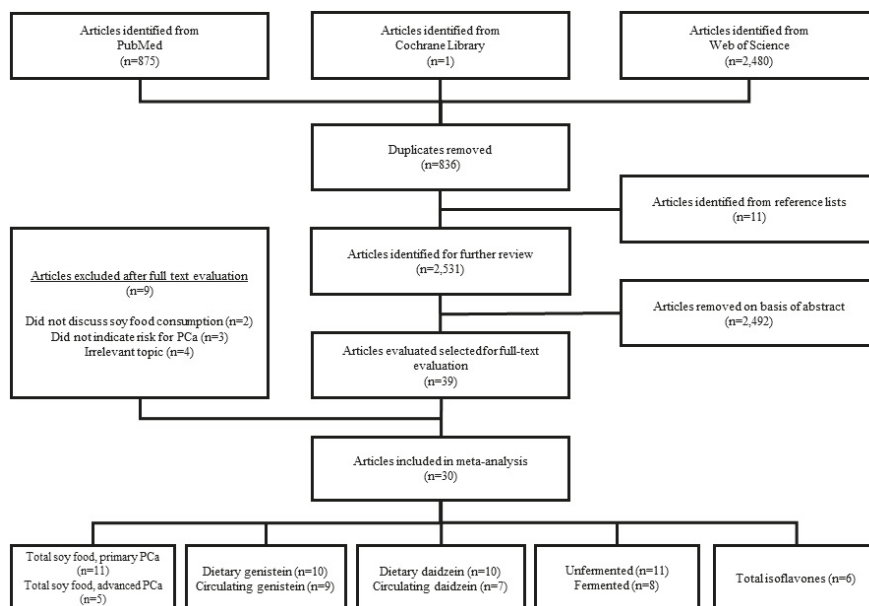 Articles identified from
PubMed
(n=875)
Articles identified from
Cochrane Library
(n=1)
Articles identified from
Web of Science
(n=2,480)
Duplicates removed
(n=836)
Articles identified from reference lists
(n=11)
Articles identified for further review
(n=2,531)
Articles removed on basis of abstract
(n=2,492)
Articles excluded after full text evaluation
(n=9)
Did not discuss soy food consumption (n=2)
Did not indicate risk for PCa (n=3)
Irrelevant topic (n=4)
Articles evaluated selected for full-text
evaluation
(n=39)
Articles included in meta-analysis
(n=30)
Total soy food, primary PCa
(n=11)
Total soy food, advanced PCa
(n=5)
Dietary genistein (n=10)
Circulating genistein (n=9)
Dietary daidzein (n=10)
Circulating daidzein (n=7)
Unfermented (n=11)
Fermented (n=8)
Total isoflavones (n=6)